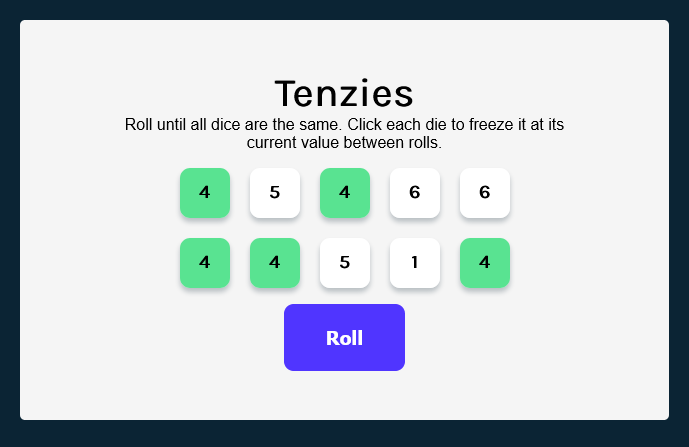 Tenzies
Roll until all dice are the same. Click each die to freeze it at its
current value between rolls.
4 5 4 6 6
4 4 5 1 4
Roll